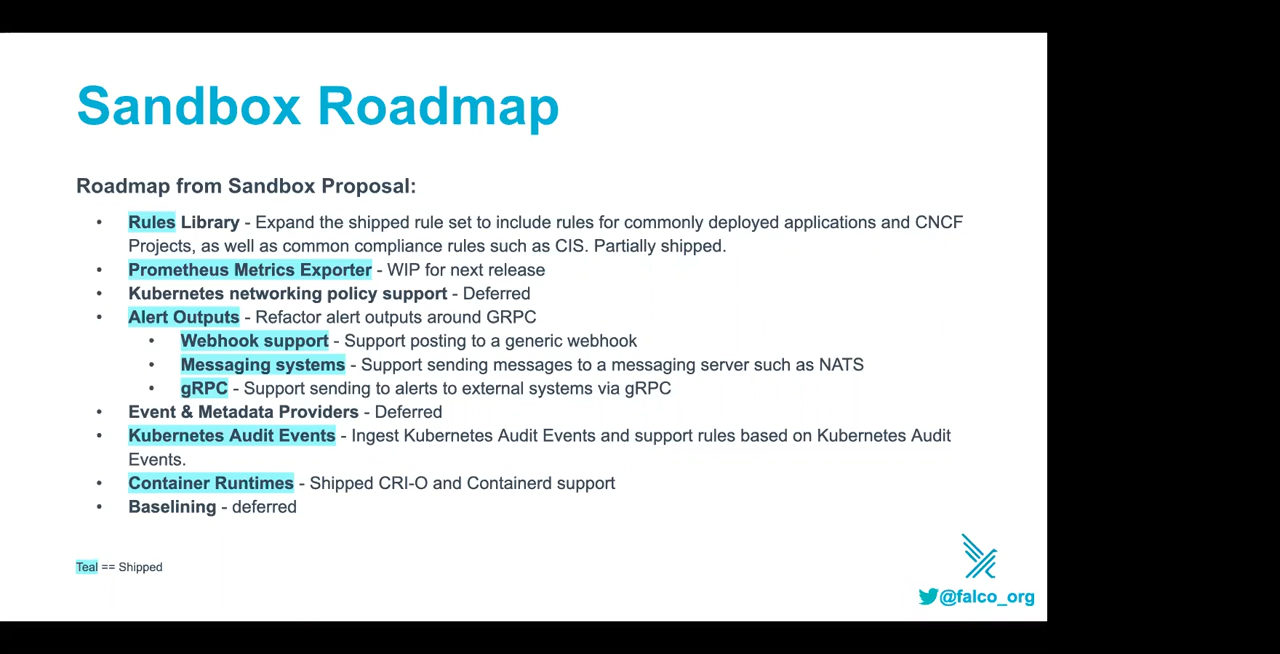 Sandbox Roadmap
Roadmap from Sandbox Proposal:
• Rules Library - Expand the shipped rule set to include rules for commonly deployed applications and CNCF
Projects, as well as common compliance rules such as CIS. Partially shipped.
• Prometheus Metrics Exporter - WIP for next release
• Kubernetes networking policy support - Deferred
• Alert Outputs - Refactor alert outputs around GRPC
• Webhook support - Support posting to a generic webhook
• Messaging systems - Support sending messages to a messaging server such as NATS
• gRPC - Support sending to alerts to external systems via gRPC
• Event & Metadata Providers - Deferred
• Kubernetes Audit Events - Ingest Kubernetes Audit Events and support rules based on Kubernetes Audit
Events.
• Container Runtimes - Shipped CRI-O and Containerd support
• Baselining - deferred
Teal == Shipped
@falco_org